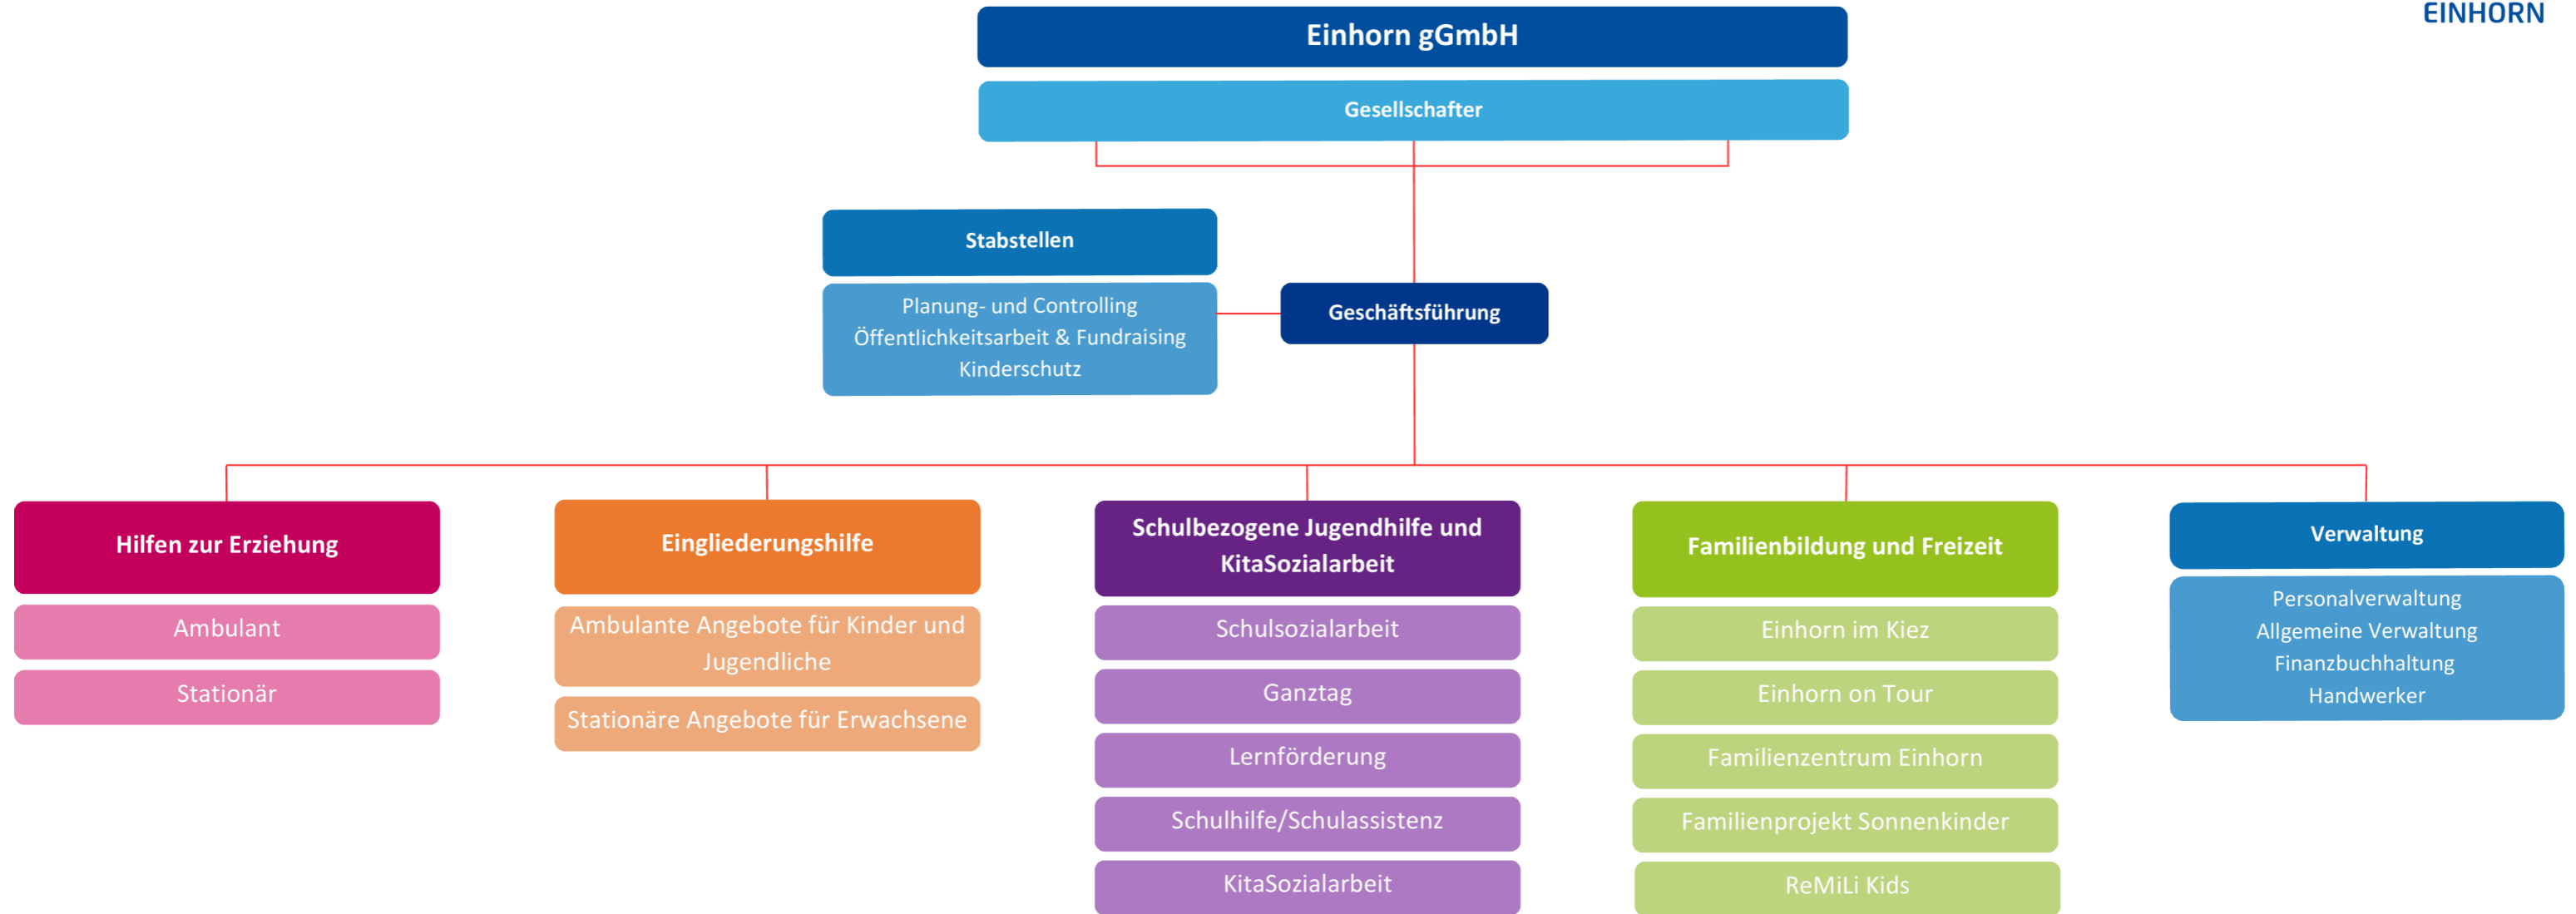 EINHORN
Einhorn gGmbH
Gesellschafter
Stabstellen
Planung- und Controlling
Öffentlichkeitsarbeit & Fundraising
Kinderschutz
Geschäftsführung
Hilfen zur Erziehung
Ambulant
Stationär
Eingliederungshilfe
Ambulante Angebote für Kinder und
Jugendliche
Stationäre Angebote für Erwachsene
Schulbezogene Jugendhilfe und
KitaSozialarbeit
Schulsozialarbeit
Ganztag
Lernförderung
Schulhilfe/Schulassistenz
KitaSozialarbeit
Familienbildung und Freizeit
Einhorn im Kiez
Einhorn on Tour
Familienzentrum Einhorn
Familienprojekt Sonnenkinder
ReMiLi Kids
Verwaltung
Personalverwaltung
Allgemeine Verwaltung
Finanzbuchhaltung
Handwerker